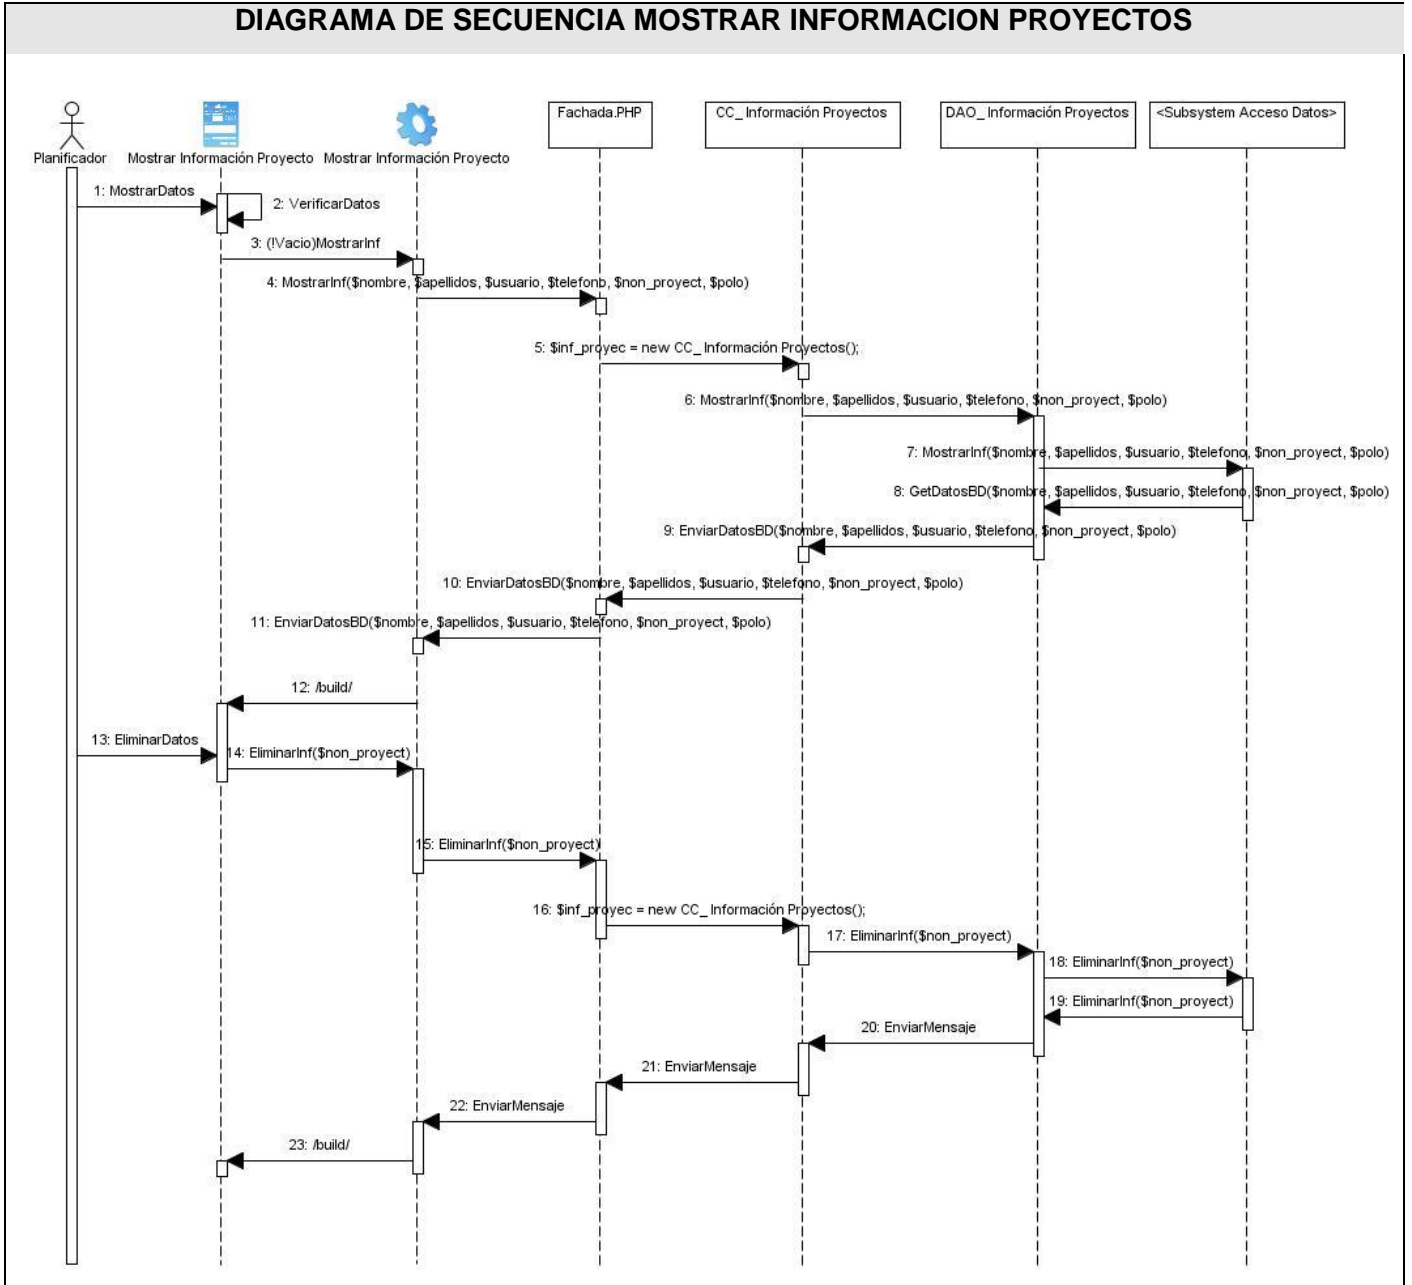 DIAGRAMA DE SECUENCIA MOSTRAR INFORMACION PROYECTOS
Planificador
Mostrar Información Proyecto
Mostrar Información Proyecto
Fachada.PHP
CC_ Información Proyectos
DAO_ Información Proyectos
<Subsystem Acceso Datos>
1: MostrarDatos
2: VerificarDatos
3: (!Vacio)MostrarInf
4: MostrarInf($nombre, $apellidos, $usuario, $telefono, $non_proyect, $polo)
5: $inf_proyec = new CC_ Información Proyectos();
6: MostrarInf($nombre, $apellidos, $usuario, $telefono, $non_proyect, $polo)
7: MostrarInf($nombre, $apellidos, $usuario, $telefono, $non_proyect, $polo)
8: GetDatosBD($nombre, $apellidos, $usuario, $telefono, $non_proyect, $polo)
9: EnviarDatosBD($nombre, $apellidos, $usuario, $telefono, $non_proyect, $polo)
10: EnviarDatosBD($nombre, $apellidos, $usuario, $telefono, $non_proyect, $polo)
11: EnviarDatosBD($nombre, $apellidos, $usuario, $telefono, $non_proyect, $polo)
12: /build/
13: EliminarDatos
14: EliminarInf($non_proyect)
15: EliminarInf($non_proyect)
16: $inf_proyec = new CC_ Información Proyectos();
17: EliminarInf($non_proyect)
18: EliminarInf($non_proyect)
19: EliminarInf($non_proyect)
20: EnviarMensaje
21: EnviarMensaje
22: EnviarMensaje
23: /build/